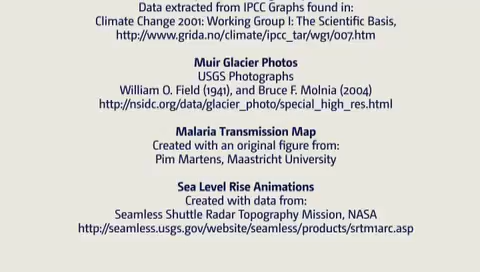 Data extracted from IPCC Graphs found in:
Climate Change 2001: Working Group I: The Scientific Basis,
http://www.grida.no/climate/ipcc_tar/wg1/007.htm
Muir Glacier Photos
USGS Photographs
William O. Field (1941), and Bruce F. Molnia (2004)
http://nsidc.org/data/glacier_photo/special_high_res.html
Malaria Transmission Map
Created with an original figure from:
Pim Martens, Maastricht University
Sea Level Rise Animations
Created with data from:
Seamless Shuttle Radar Topography Mission, NASA
http://seamless.usgs.gov/website/seamless/products/srtm1arc.asp